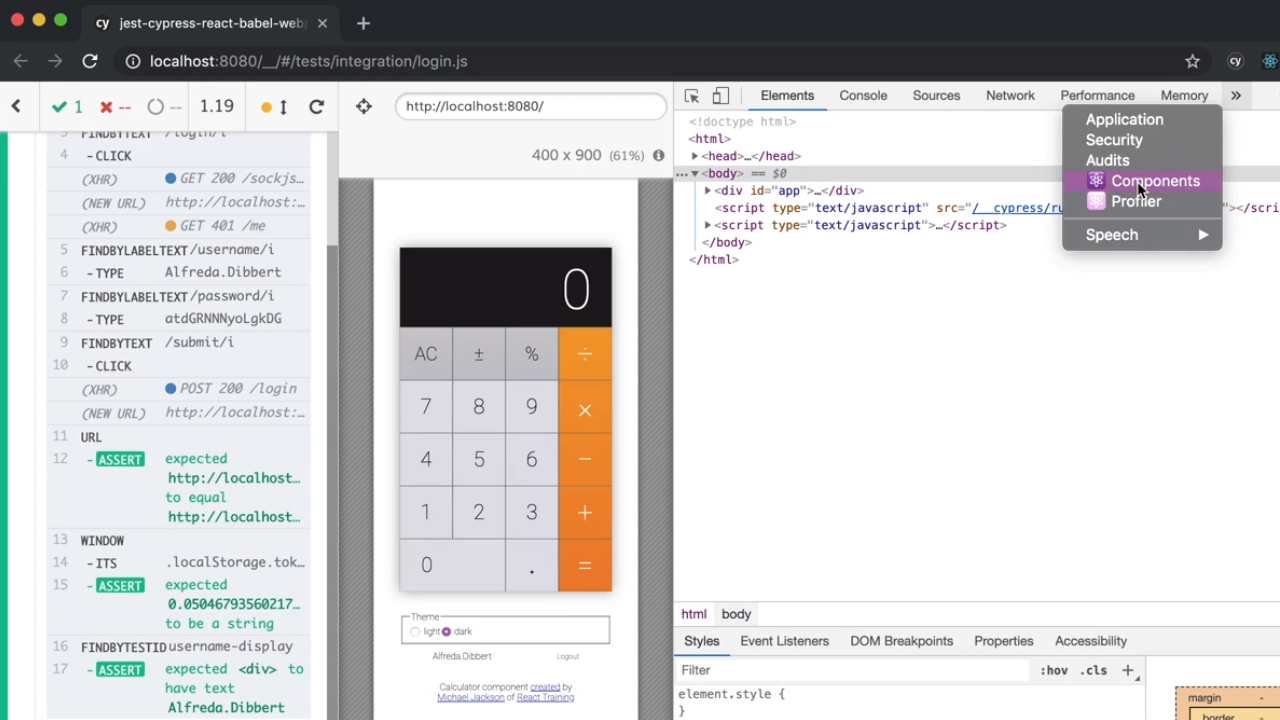 cy jest-cypress-react-babel-web
localhost:8080/__/#/tests/integration/login.js
cy
1 -- -- 1.19
3 FINDBYTEXT /login/i
4 -CLICK
(XHR) GET 200 /sockjs…
(NEW URL) http://localhost:…
(XHR) GET 401 /me
5 FINDBYLABELTEXT /username/i
6 -TYPE Alfreda.Dibbert
7 FINDBYLABELTEXT /password/i
8 -TYPE atdGRNNNyoLgkDG
9 FINDBYTEXT /submit/i
10 -CLICK
(XHR) POST 200 /login
(NEW URL) http://localhost:…
11 URL
12 -ASSERT expected
http://localhost…
to equal
http://localhost…
13 WINDOW
14 -ITS .localStorage.tok…
15 -ASSERT expected
0.05046793560217…
to be a string
16 FINDBYTESTID username-display
17 -ASSERT expected <div> to
have text
Alfreda.Dibbert
http://localhost:8080/
400 x 900 (61%)
0
AC ± % ÷
7 8 9 ×
4 5 6 −
1 2 3 +
0 . =
Theme
light dark
Alfreda.Dibbert Logout
Calculator component created by
Michael Jackson of React Training
Elements Console Sources Network Performance Memory »
<!doctype html>
<html>
<head>…</head>
…<body> == $0
<div id="app">…</div>
<script type="text/javascript" src="/__cypress/ru
"></scri
<script type="text/javascript">…</script>
</body>
</html>
Application
Security
Audits
Components
Profiler
Speech
html body
Styles Event Listeners DOM Breakpoints Properties Accessibility
Filter :hov .cls +
element.style {
}
margin -
border -